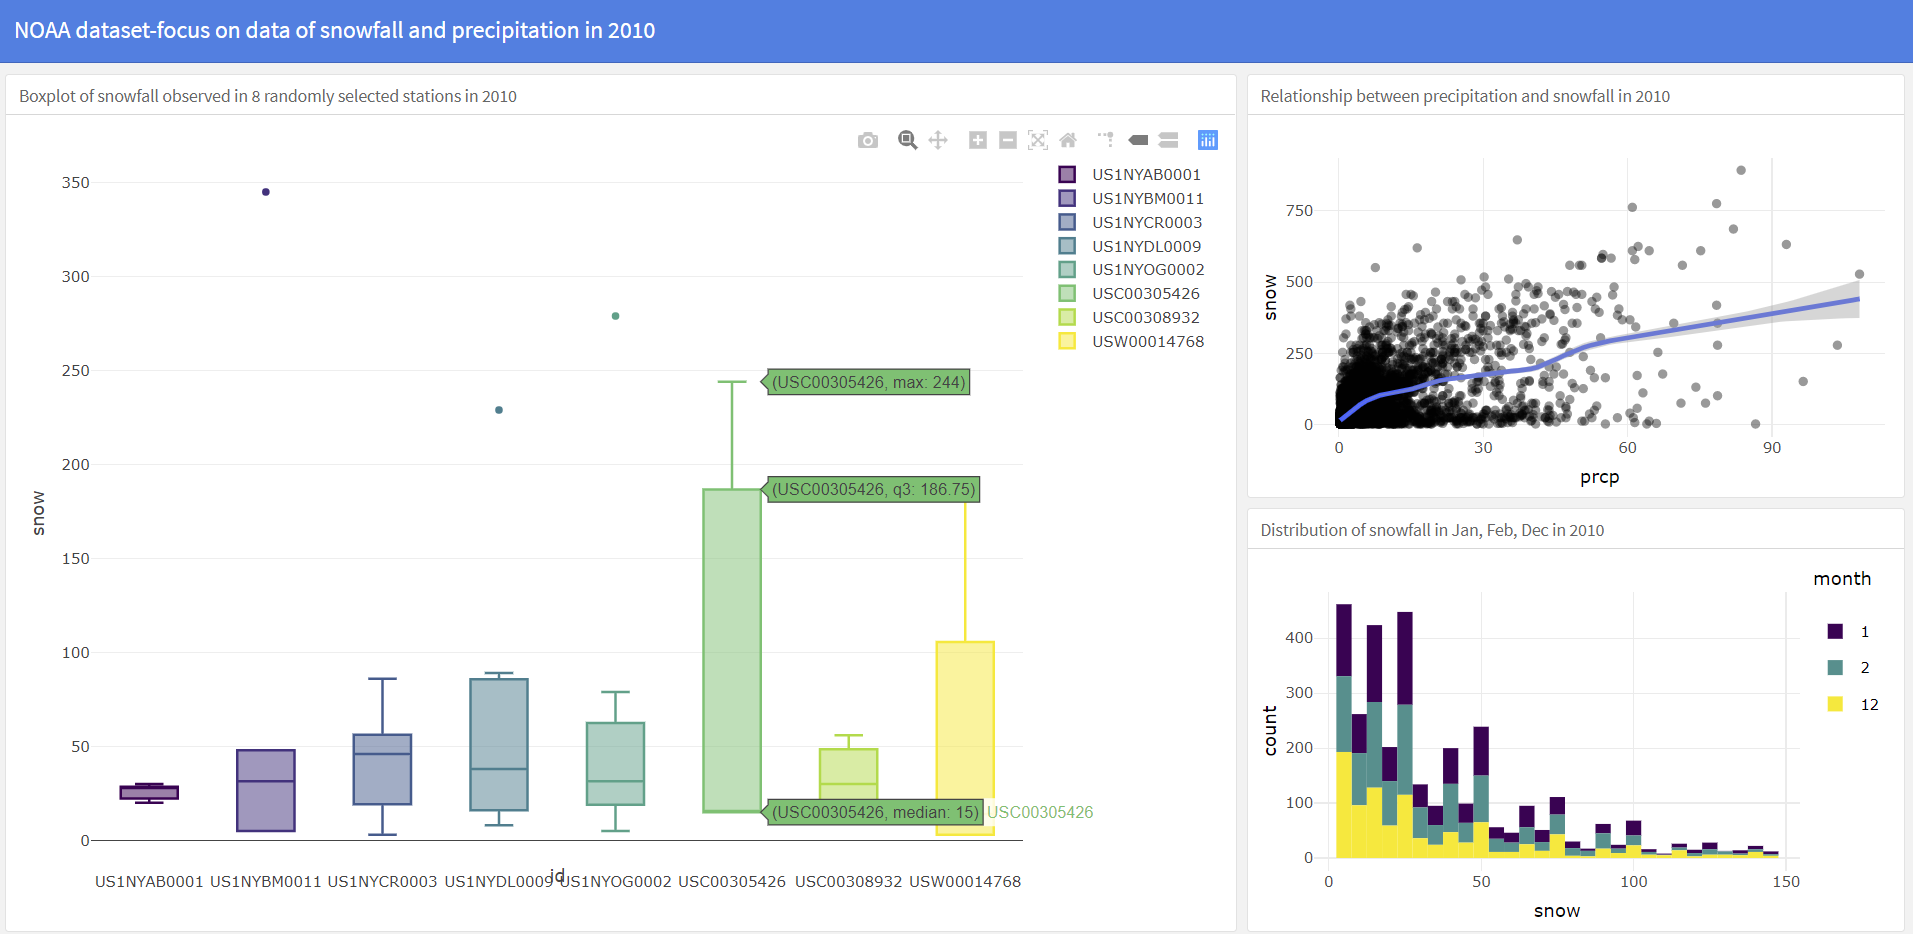 NOAA dataset-focus on data of snowfall and precipitation in 2010
Boxplot of snowfall observed in 8 randomly selected stations in 2010
350
300
250
200
150
100
50
0
snow
US1NYAB0001
US1NYBM0011
US1NYCR0003
US1NYDL0009
US1NYOG0002
USC00305426
USC00308932
USW00014768
(USC00305426, max: 244)
(USC00305426, q3: 186.75)
(USC00305426, median: 15) USC00305426
US1NYAB0001 US1NYBM0011 US1NYCR0003 US1NYDL0009 US1NYOG0002 USC00305426 USC00308932 USW00014768
id
Relationship between precipitation and snowfall in 2010
750
500
250
0
snow
0 30 60 90
prcp
Distribution of snowfall in Jan, Feb, Dec in 2010
month
1
2
12
400
300
200
100
0
count
0 50 100 150
snow